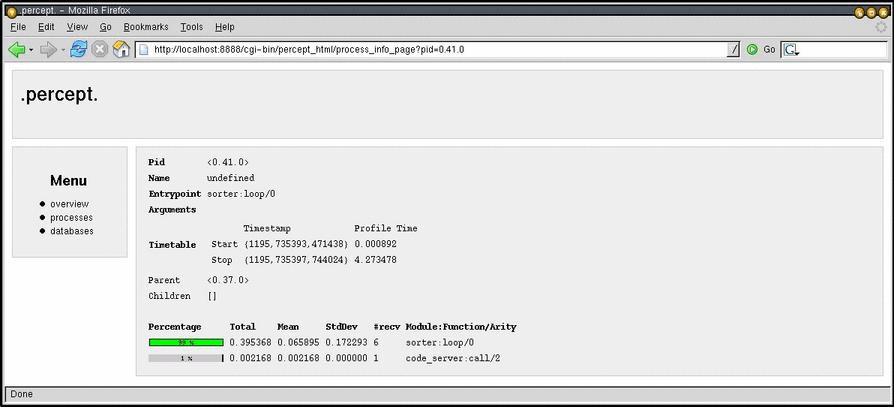 .percept. - Mozilla Firefox
File Edit View Go Bookmarks Tools Help
http://localhost:8888/cgi-bin/percept_html/process_info_page?pid=0.41.0 Go G
.percept.
Menu
overview
processes
databases
Pid <0.41.0>
Name undefined
Entrypoint sorter:loop/0
Arguments
Timestamp Profile Time
Timetable Start {1195,735393,471438} 0.000892
Stop {1195,735397,744024} 4.273478
Parent <0.37.0>
Children []
Percentage Total Mean StdDev #recv Module:Function/Arity
99 % 0.395368 0.065895 0.172293 6 sorter:loop/0
1 % 0.002168 0.002168 0.000000 1 code_server:call/2
Done